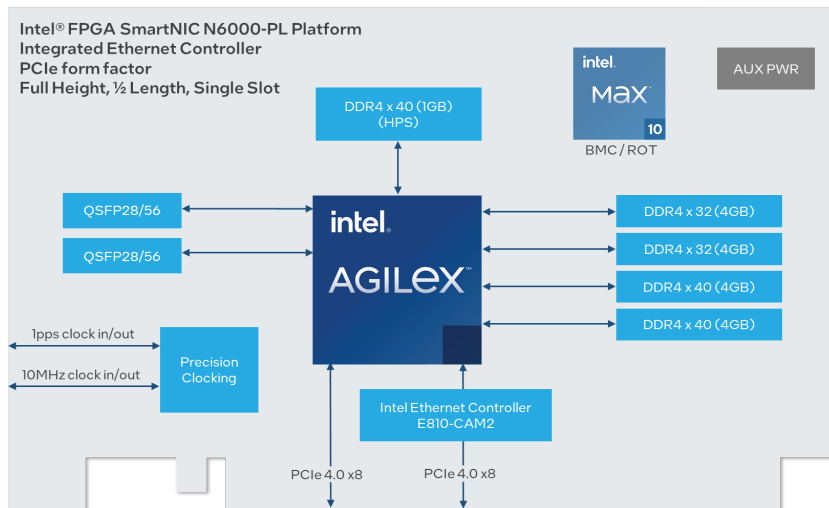 Intel® FPGA SmartNIC N6000-PL Platform
Integrated Ethernet Controller
PCIe form factor
Full Height, ½ Length, Single Slot
intel.
MAX™
10
BMC / ROT
AUX PWR
DDR4 x 40 (1GB)
(HPS)
QSFP28/56
QSFP28/56
intel®
AGILEX™
DDR4 x 32 (4GB)
DDR4 x 32 (4GB)
DDR4 x 40 (4GB)
DDR4 x 40 (4GB)
1pps clock in/out
10MHz clock in/out
Precision
Clocking
Intel Ethernet Controller
E810-CAM2
PCIe 4.0 x8
PCIe 4.0 x8